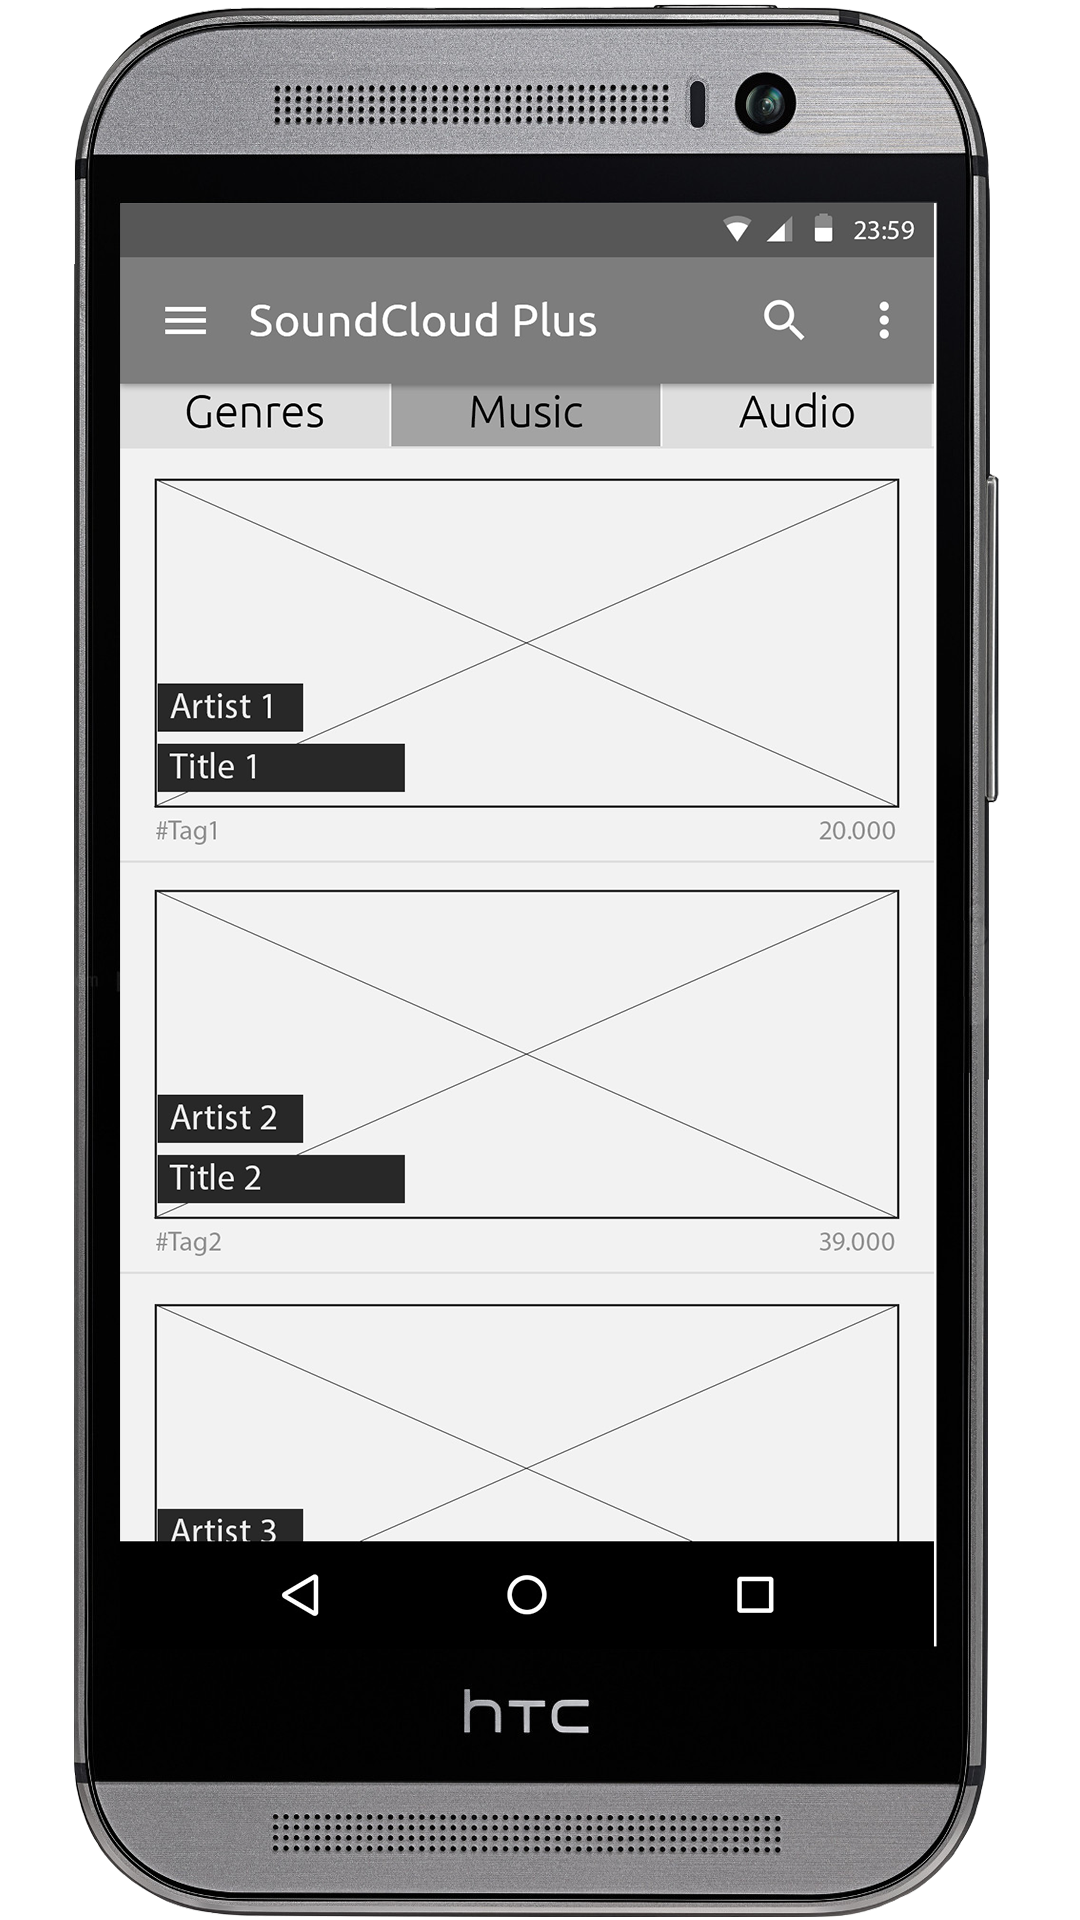 23:59
SoundCloud Plus
Genres Music Audio
Artist 1
Title 1
#Tag1 20.000
Artist 2
Title 2
#Tag2 39.000
Artist 3
hTC